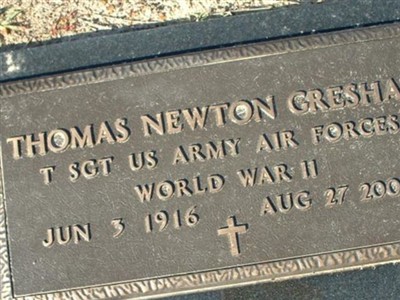 THOMAS NEWTON GRESHA
T SGT US ARMY AIR FORCES
WORLD WAR II
JUN 3 1916 AUG 27 200